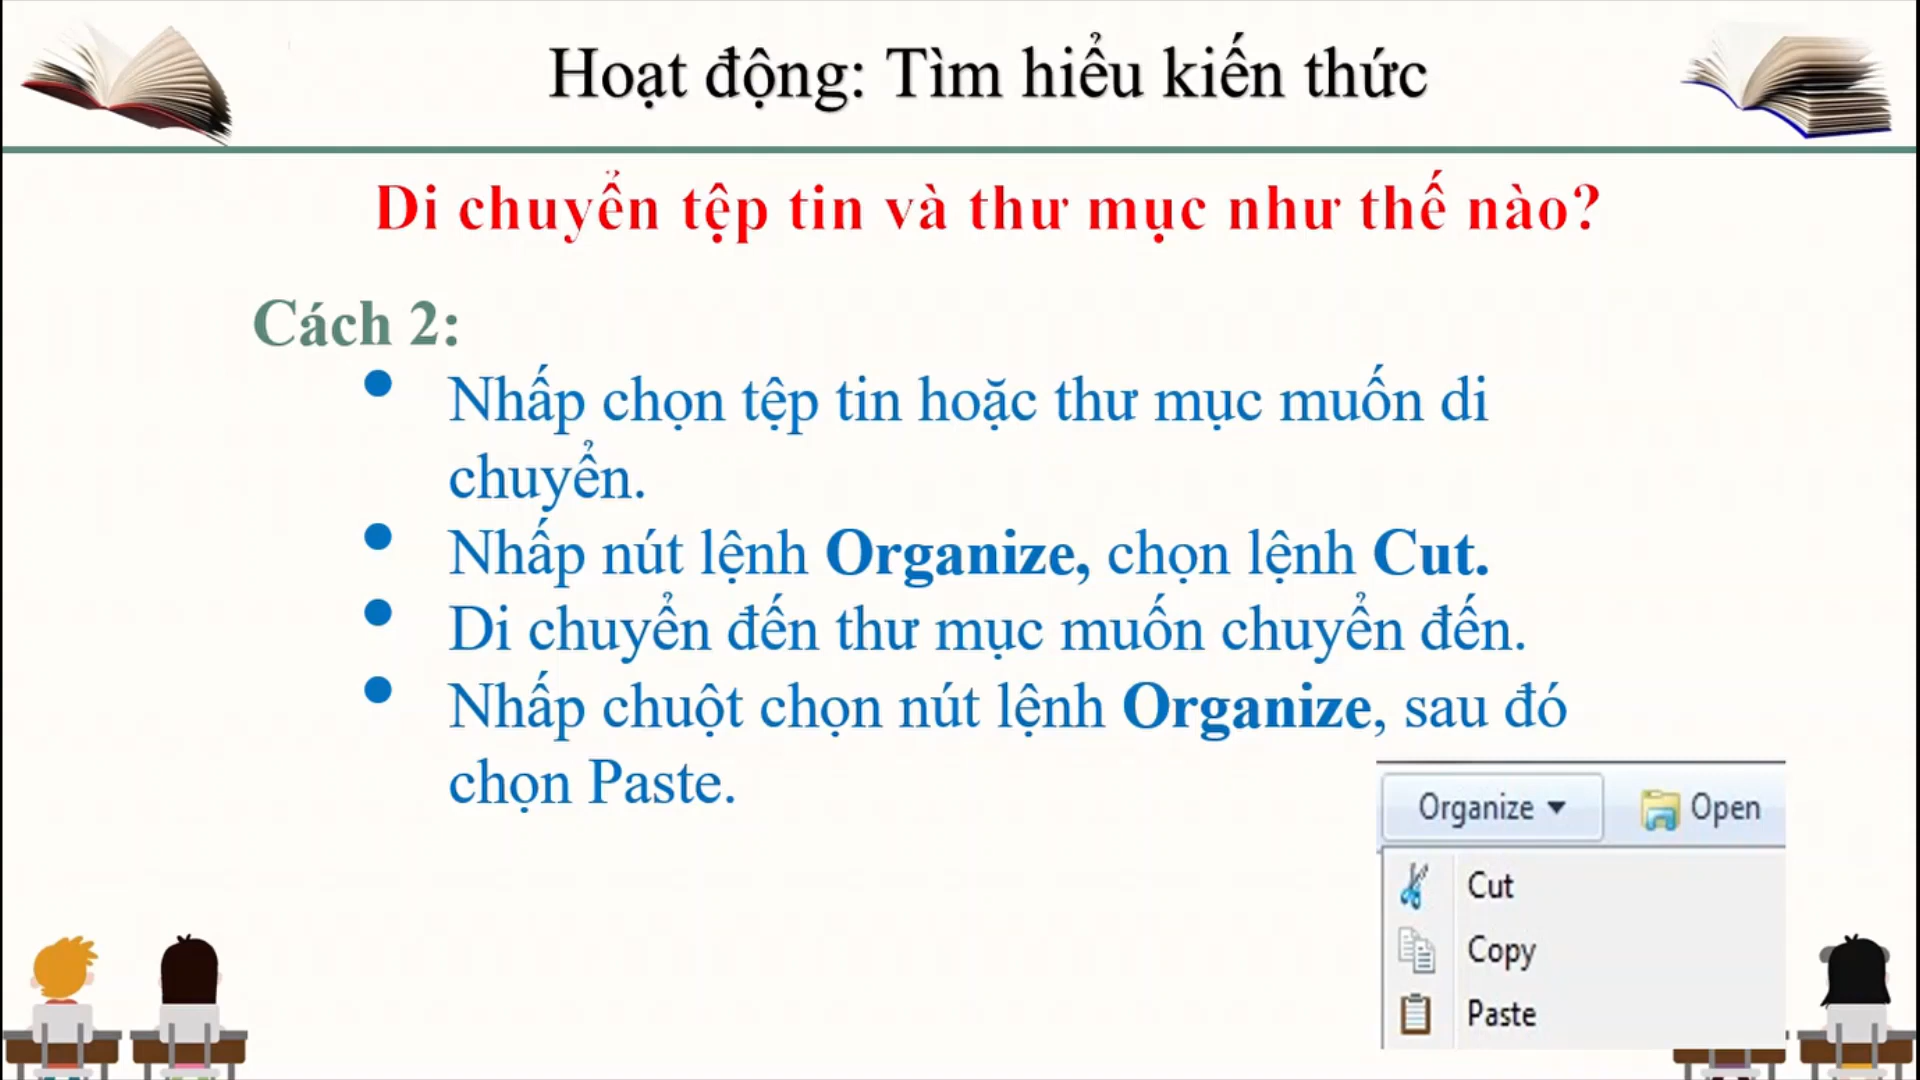 Hoạt động: Tìm hiểu kiến thức
Di chuyển tệp tin và thư mục như thế nào?
Cách 2:
Nhấp chọn tệp tin hoặc thư mục muốn di
chuyển.
Nhấp nút lệnh Organize, chọn lệnh Cut.
Di chuyển đến thư mục muốn chuyển đến.
Nhấp chuột chọn nút lệnh Organize, sau đó
chọn Paste.
Organize Open
Cut
Copy
Paste